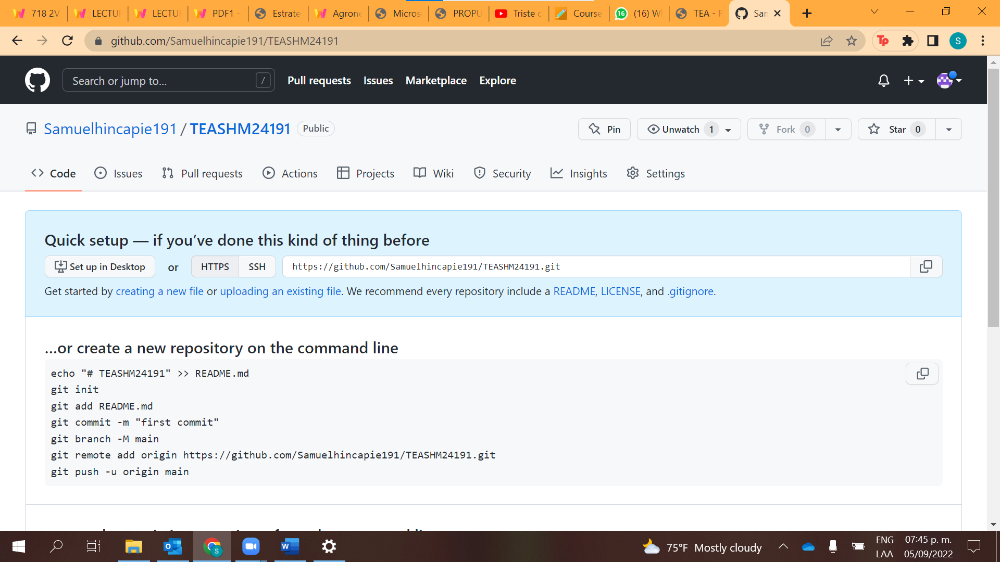 718 2V
LECTUR
LECTUR
PDF1 -
Estrate
Agrone
Micros
PROPU
Triste c
Course
16 (16) W
TEA - P
Sam
github.com/Samuelhincapie191/TEASHM24191
Tp
S
Search or jump to... /
Pull requests
Issues
Marketplace
Explore
Samuelhincapie191 / TEASHM24191 Public
Pin
Unwatch 1
Fork 0
Star 0
Code
Issues
Pull requests
Actions
Projects
Wiki
Security
Insights
Settings
Quick setup — if you’ve done this kind of thing before
Set up in Desktop or HTTPS SSH https://github.com/Samuelhincapie191/TEASHM24191.git
Get started by creating a new file or uploading an existing file. We recommend every repository include a README, LICENSE, and .gitignore.
…or create a new repository on the command line
echo "# TEASHM24191" >> README.md
git init
git add README.md
git commit -m "first commit"
git branch -M main
git remote add origin https://github.com/Samuelhincapie191/TEASHM24191.git
git push -u origin main
75°F Mostly cloudy
ENG
LAA
07:45 p. m.
05/09/2022